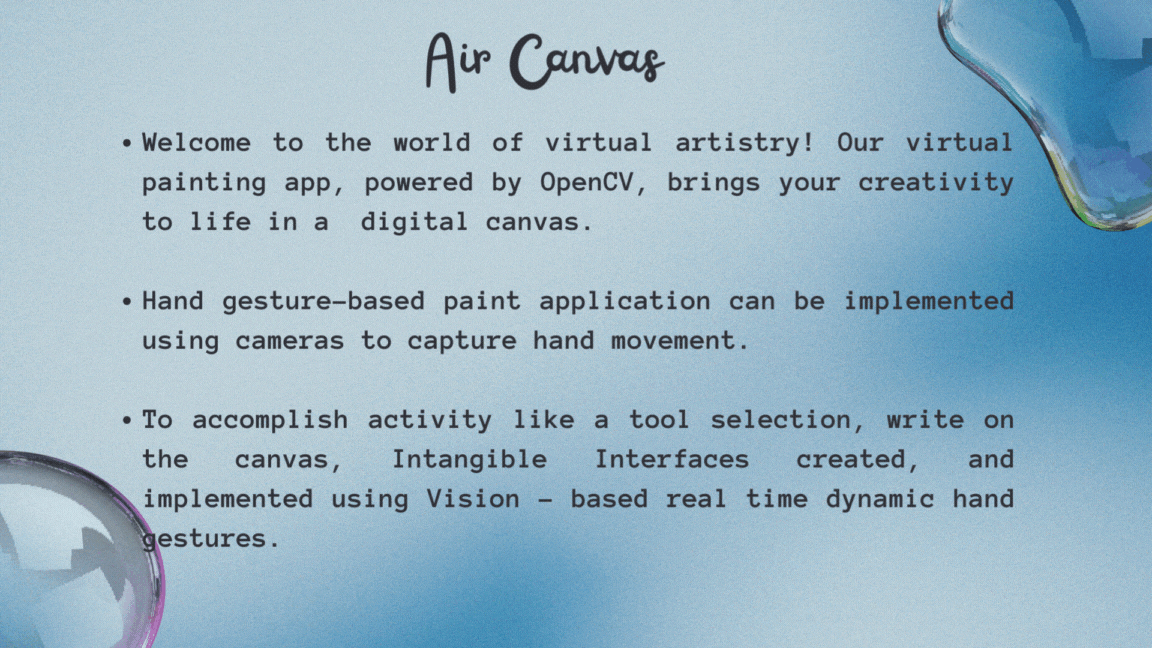 Air Canvas
• Welcome to the world of virtual artistry! Our virtual
painting app, powered by OpenCV, brings your creativity
to life in a digital canvas.
• Hand gesture-based paint application can be implemented
using cameras to capture hand movement.
• To accomplish activity like a tool selection, write on
the canvas, Intangible Interfaces created, and
implemented using Vision - based real time dynamic hand
gestures.